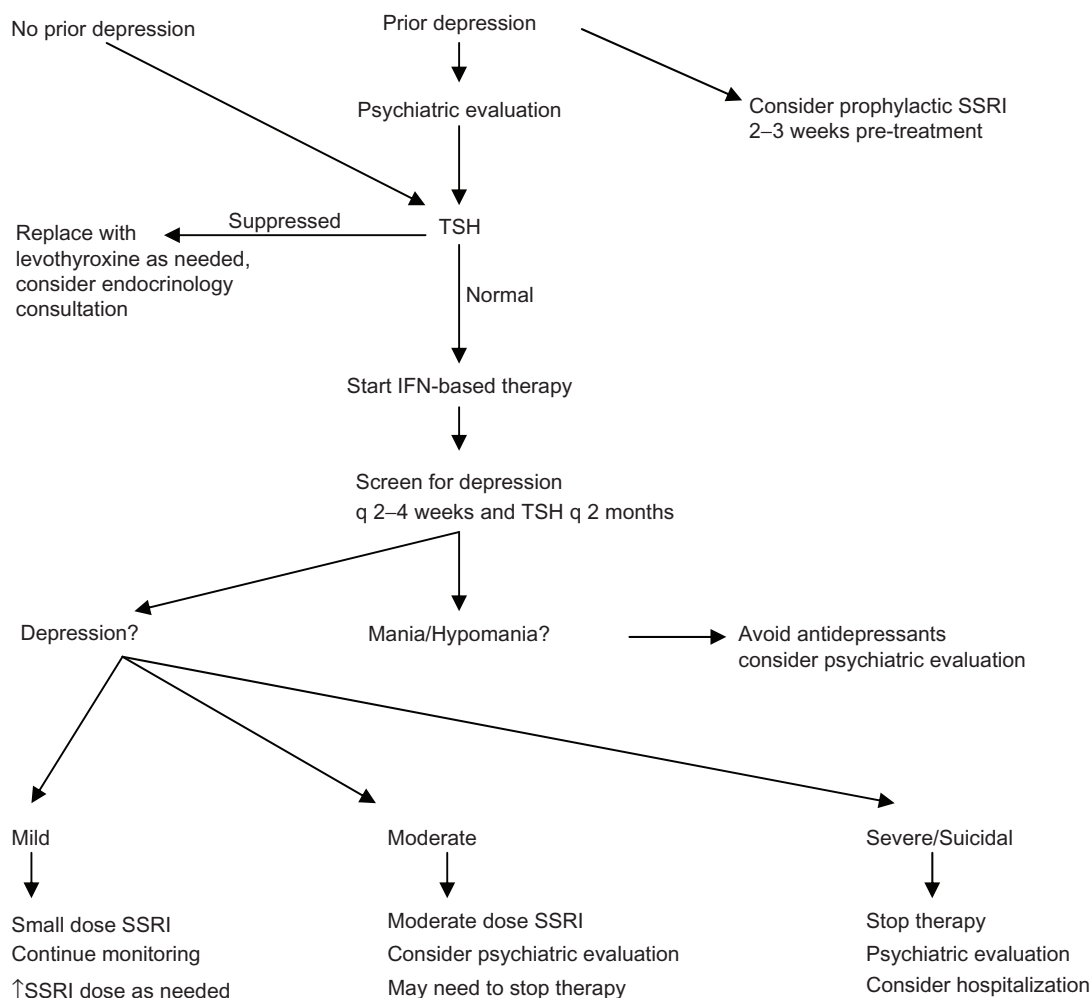 No prior depression
Prior depression
Psychiatric evaluation
Consider prophylactic SSRI
2–3 weeks pre-treatment
Suppressed
TSH
Replace with
levothyroxine as needed,
consider endocrinology
consultation
Normal
Start IFN-based therapy
Screen for depression
q 2–4 weeks and TSH q 2 months
Depression?
Mania/Hypomania?
Avoid antidepressants
consider psychiatric evaluation
Mild
Small dose SSRI
Continue monitoring
↑SSRI dose as needed
Moderate
Moderate dose SSRI
Consider psychiatric evaluation
May need to stop therapy
Severe/Suicidal
Stop therapy
Psychiatric evaluation
Consider hospitalization